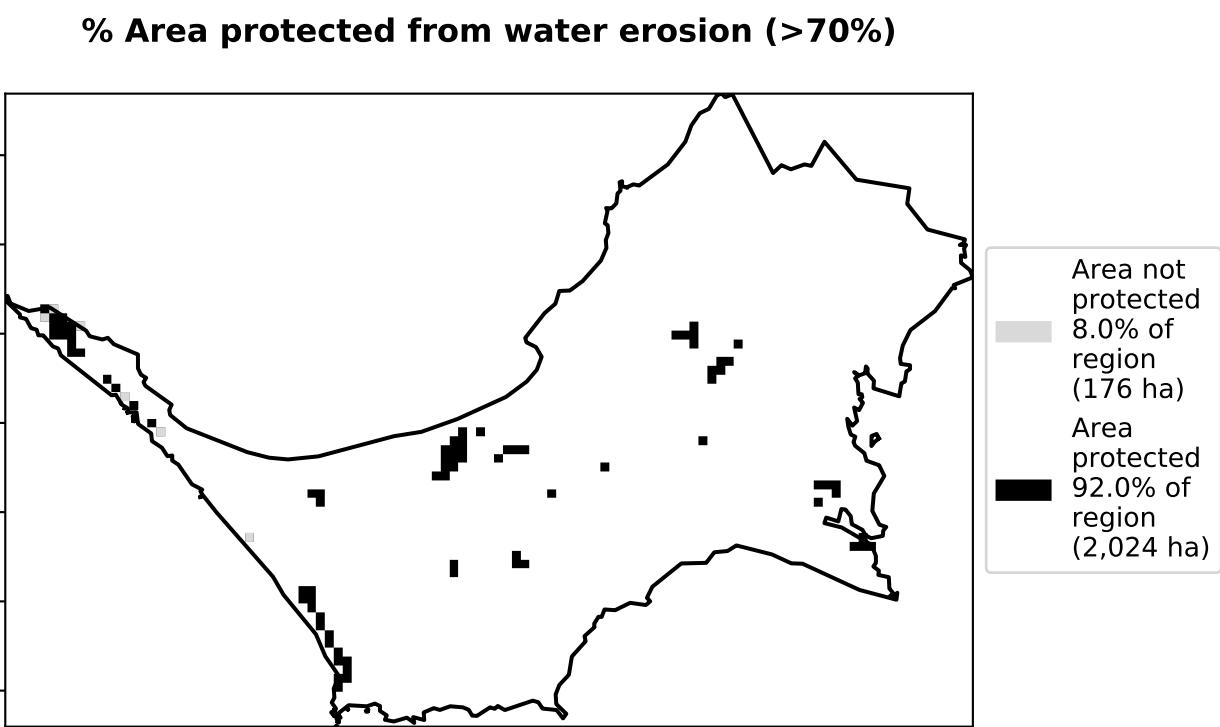 % Area protected from water erosion (>70%)
Area not
protected
8.0% of
region
(176 ha)
Area
protected
92.0% of
region
(2,024 ha)